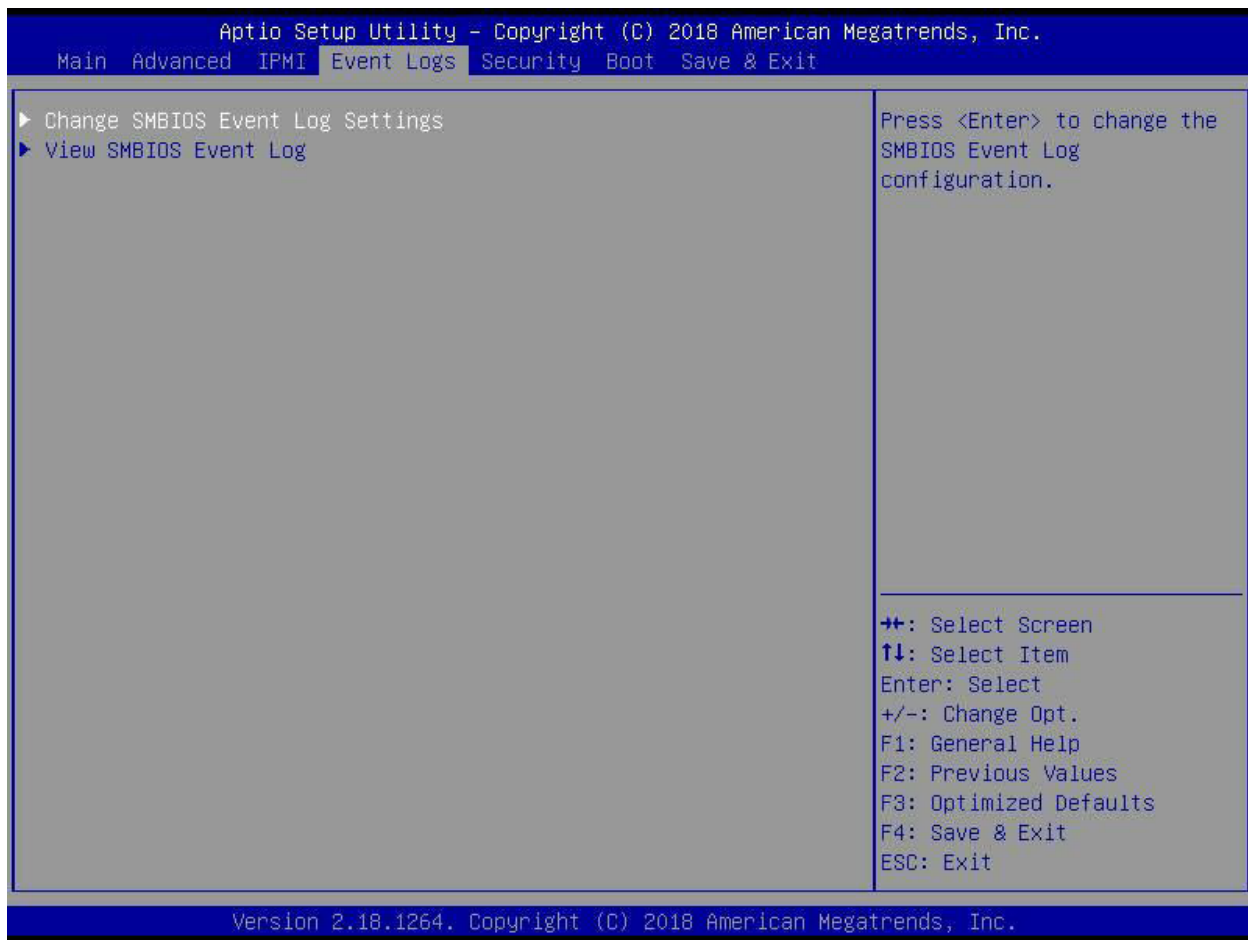 Aptio Setup Utility – Copyright (C) 2018 American Megatrends, Inc.
Main Advanced IPMI Event Logs Security Boot Save & Exit
▶ Change SMBIOS Event Log Settings
▶ View SMBIOS Event Log
Press <Enter> to change the
SMBIOS Event Log
configuration.
→←: Select Screen
↑↓: Select Item
Enter: Select
+/-: Change Opt.
F1: General Help
F2: Previous Values
F3: Optimized Defaults
F4: Save & Exit
ESC: Exit
Version 2.18.1264. Copyright (C) 2018 American Megatrends, Inc.